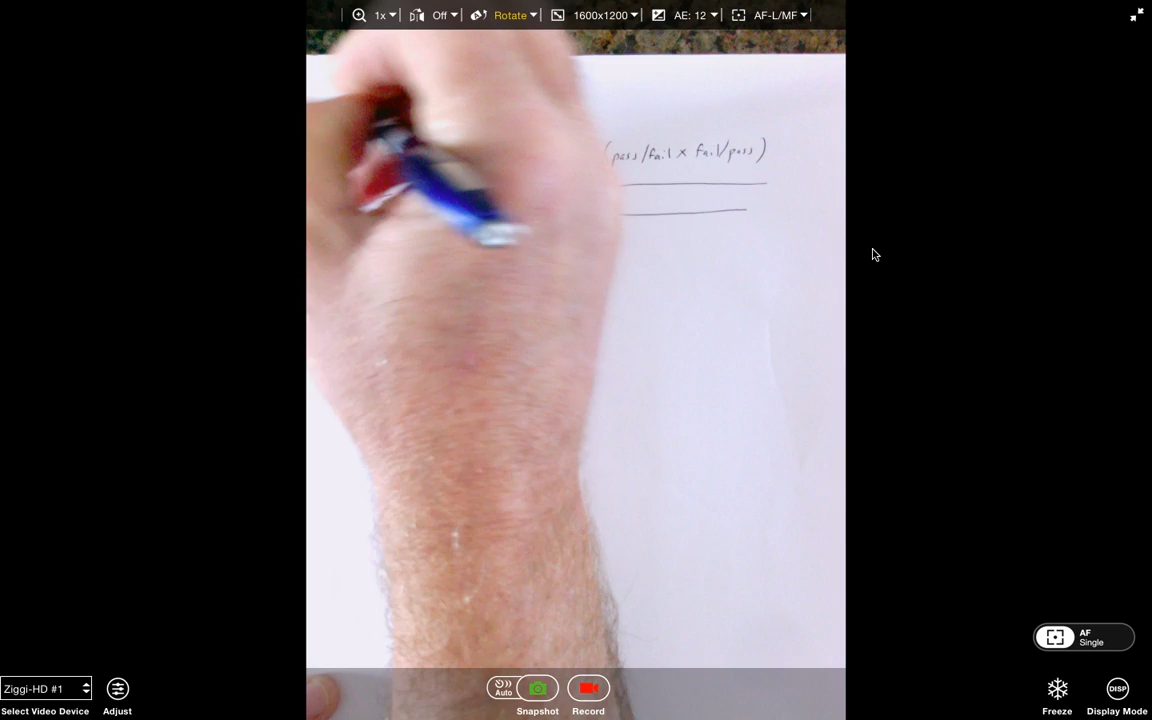 1x
Off
Rotate
1600x1200
AE: 12
AF-L/MF
(pass/fail x fail/pass)
AF
Single
Ziggi-HD #1
Auto
DISP
Select Video Device
Adjust
Snapshot
Record
Freeze
Display Mode